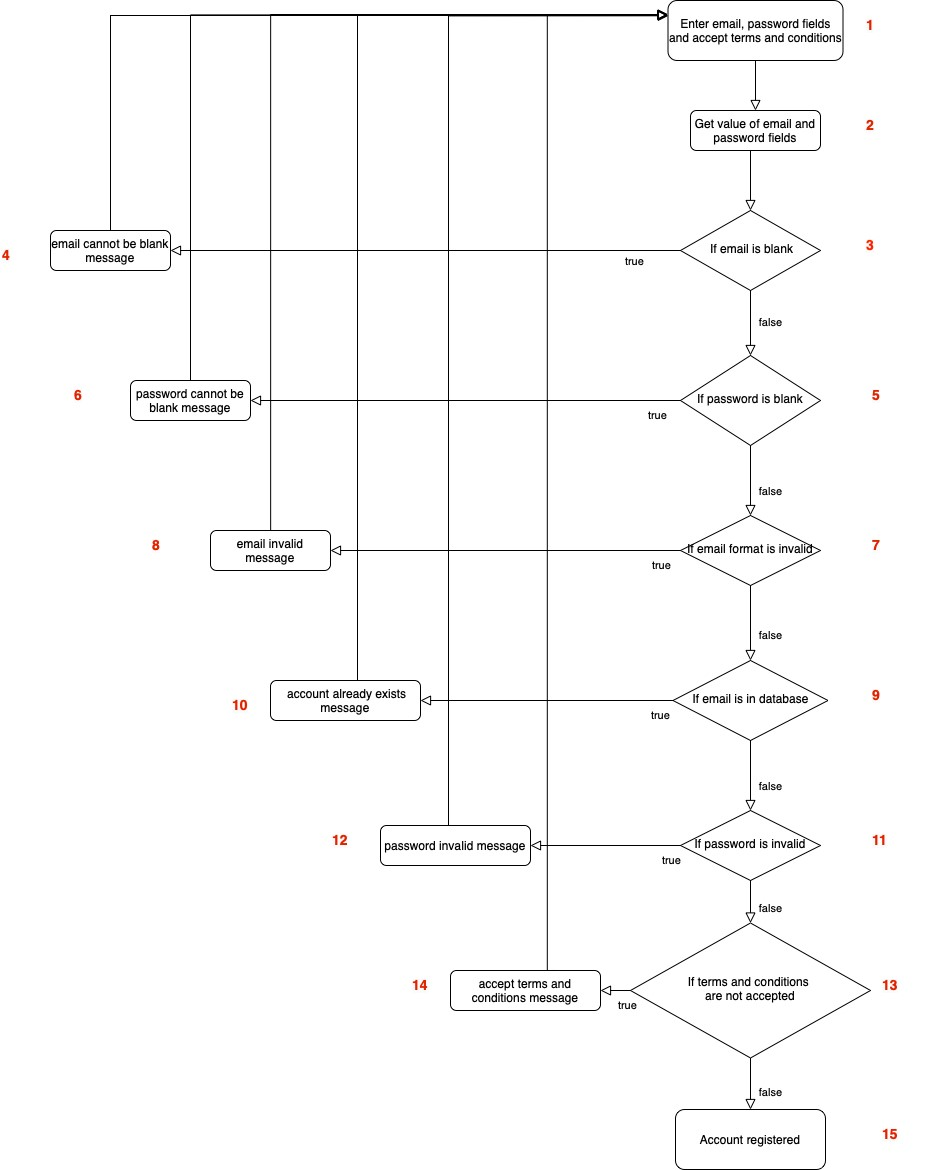 Enter email, password fields
and accept terms and conditions
1
Get value of email and
password fields
2
If email is blank
3
email cannot be blank
message
4
true
false
If password is blank
5
password cannot be
blank message
6
true
false
If email format is invalid
7
email invalid
message
8
true
false
If email is in database
9
account already exists
message
10
true
false
If password is invalid
11
password invalid message
12
true
false
If terms and conditions
are not accepted
13
accept terms and
conditions message
14
true
false
Account registered
15